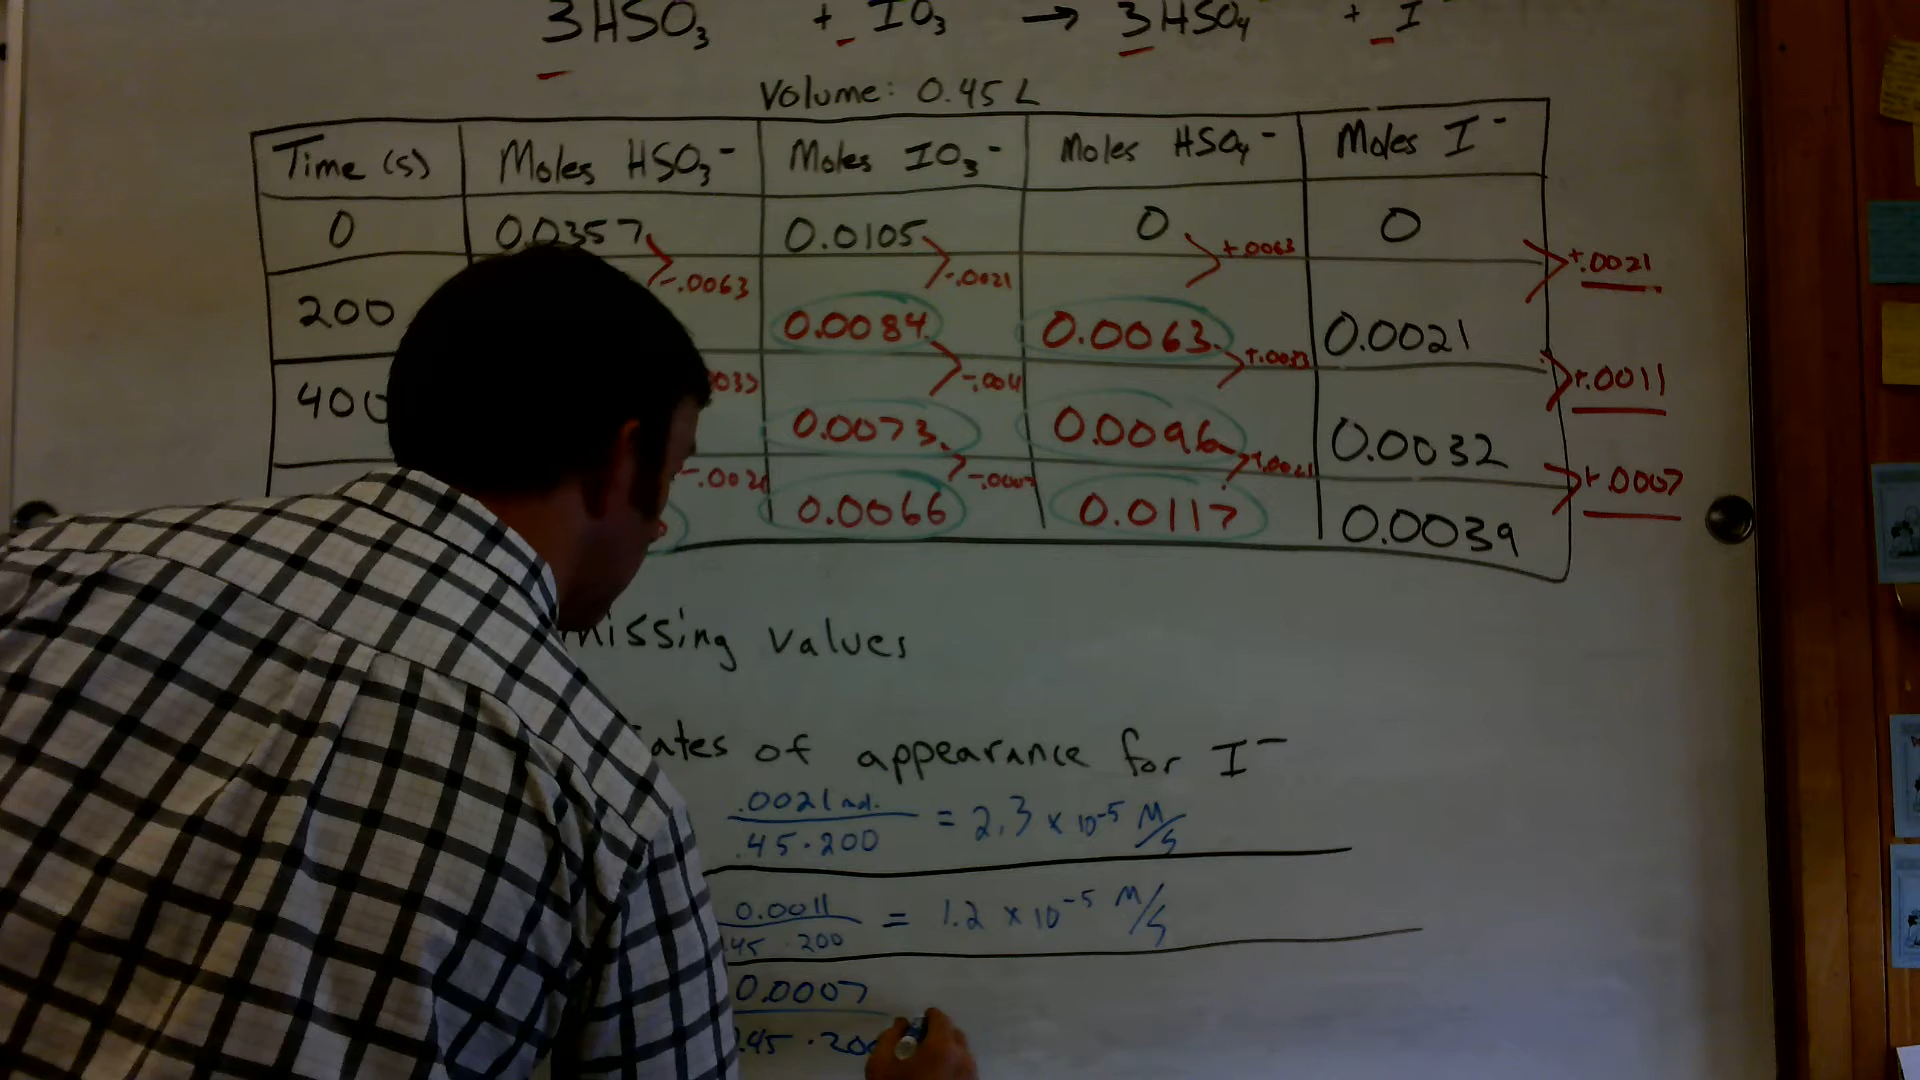 3HSO₃ + IO₃ → 3HSO₄⁻ + I⁻
Volume: 0.45 L
Time (s) Moles HSO₃⁻ Moles IO₃⁻ Moles HSO₄⁻ Moles I⁻
0 0.0357 0.0105 0 0
-.0063 -.0021 +.0063 +.0021
200 0.0084 0.0063 0.0021
-.0011 +.0011
400 0.0073 0.0096 0.0032
-.0021 -.0007 +.0021 +.0007
0.0066 0.0117 0.0039
missing values
rates of appearance for I⁻
.0021 mol.
.45 · 200
= 2.3 × 10⁻⁵ M/s
0.0011
.45 · 200
= 1.2 × 10⁻⁵ M/s
0.0007
.45 · 200